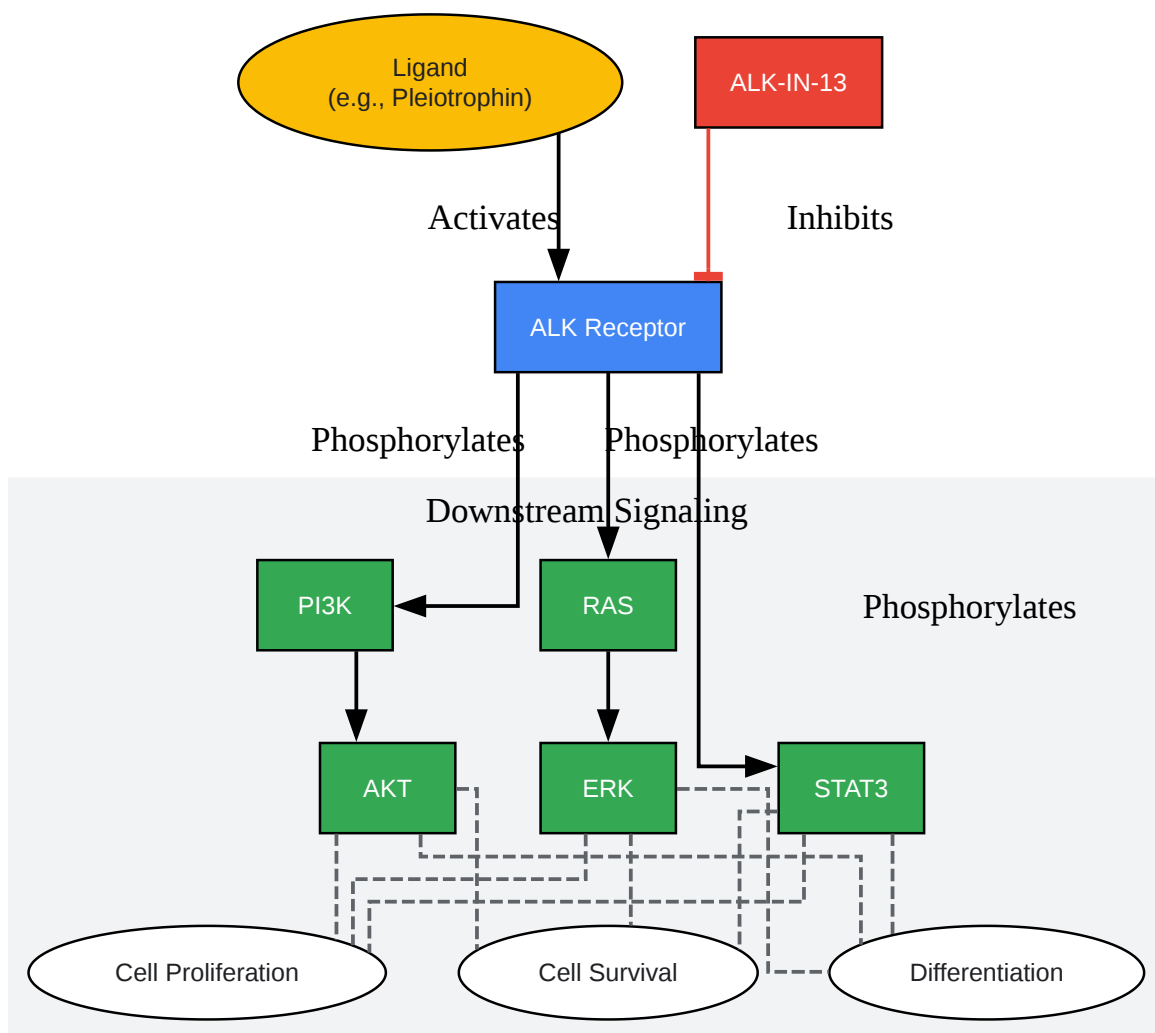 Ligand
(e.g., Pleiotrophin)
ALK-IN-13
Activates
Inhibits
ALK Receptor
Phosphorylates
Phosphorylates
Downstream Signaling
PI3K
RAS
Phosphorylates
AKT
ERK
STAT3
Cell Proliferation
Cell Survival
Differentiation